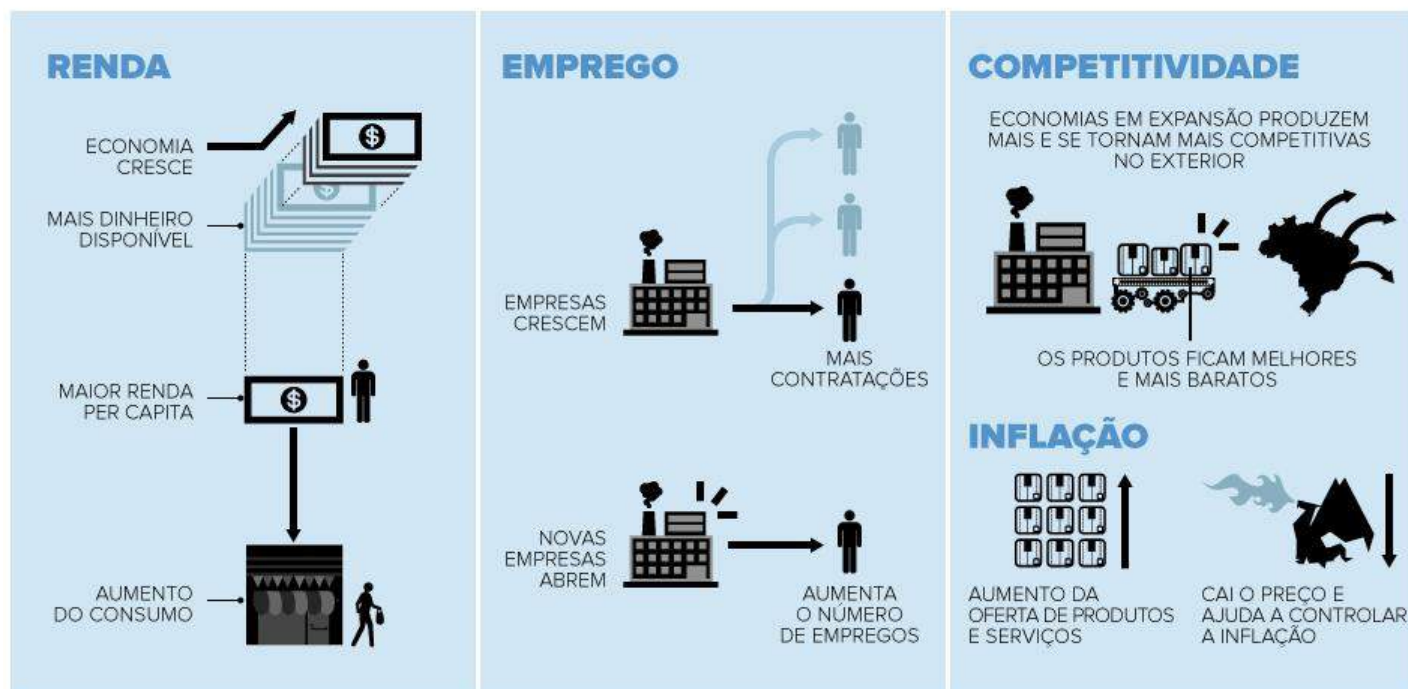 RENDA
ECONOMIA
CRESCE
$
$
MAIS DINHEIRO
DISPONÍVEL
MAIOR RENDA
PER CAPITA
$
AUMENTO
DO CONSUMO
EMPREGO
EMPRESAS
CRESCEM
MAIS
CONTRATAÇÕES
NOVAS
EMPRESAS
ABREM
AUMENTA
O NÚMERO
DE EMPREGOS
COMPETITIVIDADE
ECONOMIAS EM EXPANSÃO PRODUZEM
MAIS E SE TORNAM MAIS COMPETITIVAS
NO EXTERIOR
OS PRODUTOS FICAM MELHORES
E MAIS BARATOS
INFLAÇÃO
AUMENTO DA
OFERTA DE PRODUTOS
E SERVIÇOS
CAI O PREÇO E
AJUDA A CONTROLAR
A INFLAÇÃO